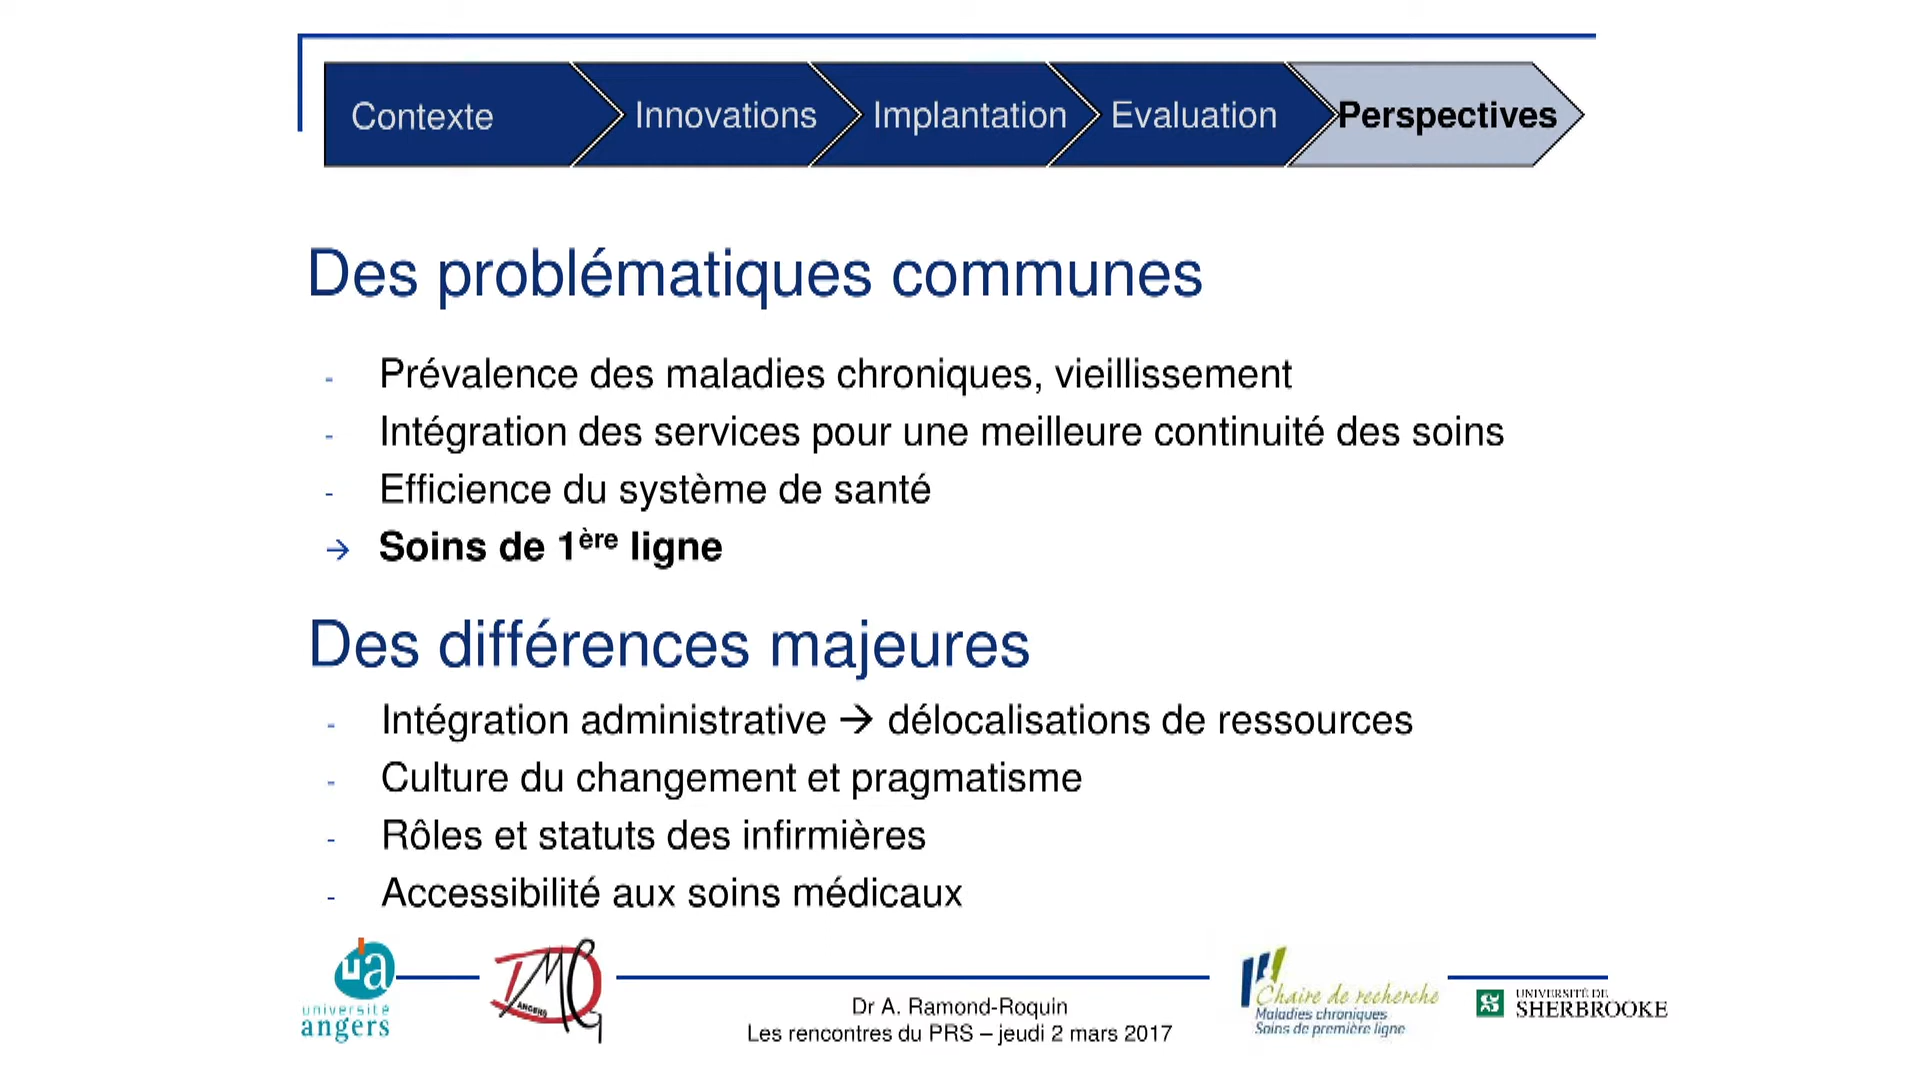 Contexte
Innovations
Implantation
Evaluation
Perspectives
Des problématiques communes
- Prévalence des maladies chroniques, vieillissement
- Intégration des services pour une meilleure continuité des soins
- Efficience du système de santé
→ Soins de 1ère ligne
Des différences majeures
- Intégration administrative → délocalisations de ressources
- Culture du changement et pragmatisme
- Rôles et statuts des infirmières
- Accessibilité aux soins médicaux
ua
université
angers
DMG
ANGERS
Dr A. Ramond-Roquin
Les rencontres du PRS – jeudi 2 mars 2017
Chaire de recherche
Maladies chroniques
Soins de première ligne
UNIVERSITÉ DE
SHERBROOKE